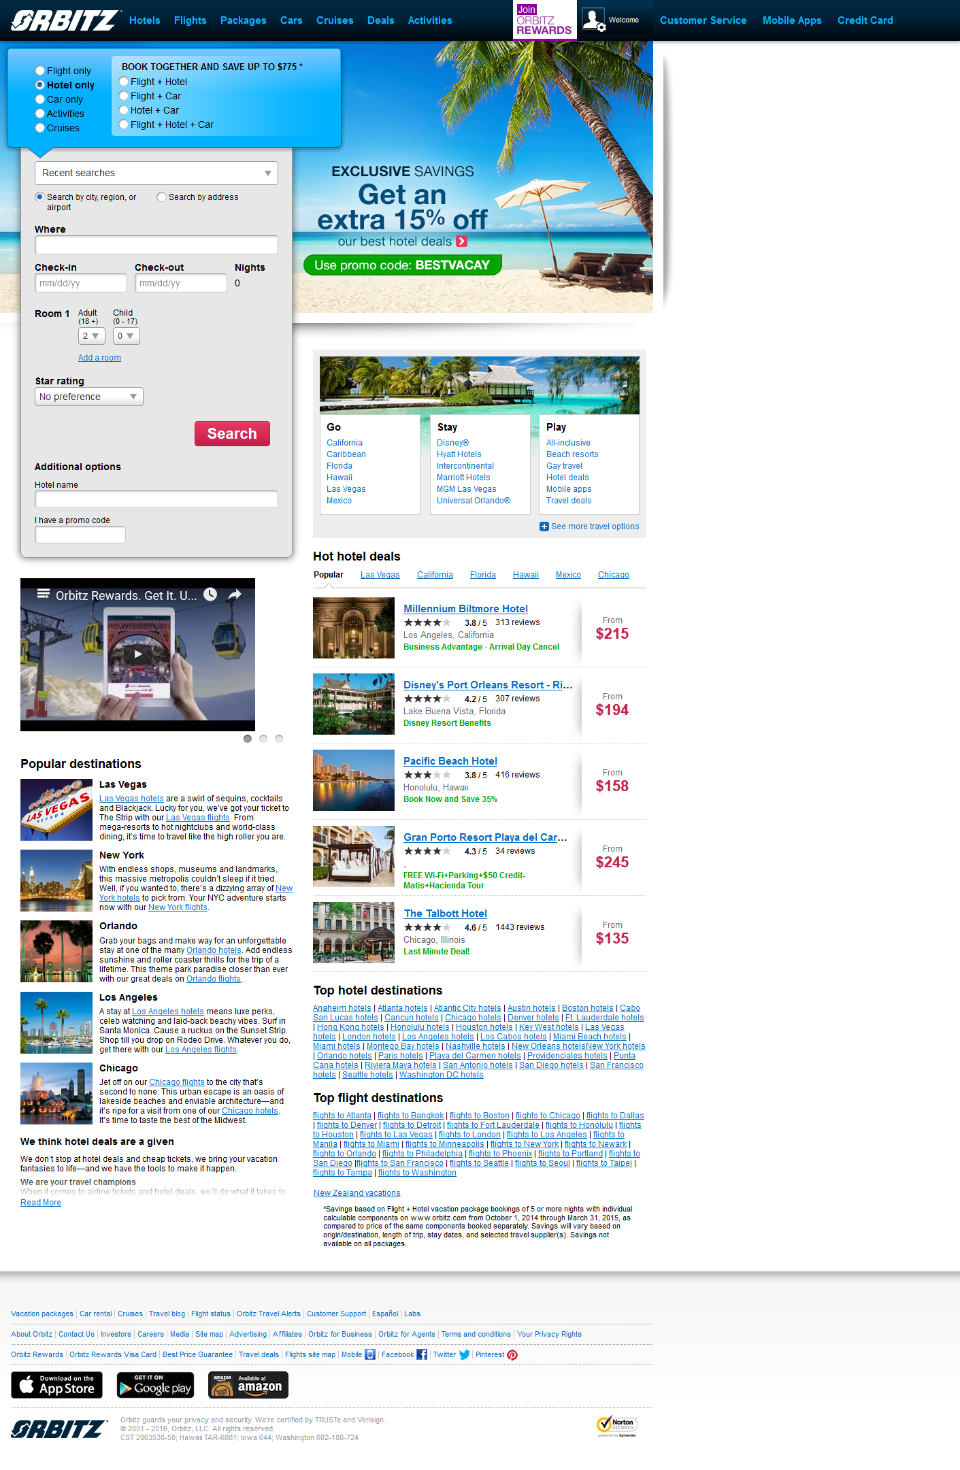 ORBITZ
Hotels Flights Packages Cars Cruises Deals Activities
Join ORBITZ REWARDS
Welcome
Customer Service Mobile Apps Credit Card
Flight only
Hotel only
Car only
Activities
Cruises
BOOK TOGETHER AND SAVE UP TO $775 *
Flight + Hotel
Flight + Car
Hotel + Car
Flight + Hotel + Car
Recent searches
Search by city, region, or airport
Search by address
Where
Check-in Check-out Nights
mm/dd/yy mm/dd/yy 0
Room 1 Adult (18 +) Child (0 - 17)
2 0
Add a room
Star rating
No preference
Search
Additional options
Hotel name
I have a promo code
EXCLUSIVE SAVINGS
Get an
extra 15% off
our best hotel deals
Use promo code: BESTVACAY
Go
California
Caribbean
Florida
Hawaii
Las Vegas
Mexico
Stay
Disney®
Hyatt Hotels
Intercontinental
Marriott Hotels
MGM Las Vegas
Universal Orlando®
Play
All-inclusive
Beach resorts
Gay travel
Hotel deals
Mobile apps
Travel deals
See more travel options
Hot hotel deals
Popular Las Vegas California Florida Hawaii Mexico Chicago
Millennium Biltmore Hotel
3.8 / 5 313 reviews
Los Angeles, California
Business Advantage - Arrival Day Cancel
From
$215
Disney's Port Orleans Resort - Ri...
4.2 / 5 307 reviews
Lake Buena Vista, Florida
Disney Resort Benefits
From
$194
Pacific Beach Hotel
3.8 / 5 416 reviews
Honolulu, Hawaii
Book Now and Save 35%
From
$158
Gran Porto Resort Playa del Car...
4.3 / 5 34 reviews
,
FREE Wi-Fi+Parking+$50 Credit-
Matis+Hacienda Tour
From
$245
The Talbott Hotel
4.6 / 5 1443 reviews
Chicago, Illinois
Last Minute Deal!
From
$135
Orbitz Rewards. Get It. U...
Popular destinations
Las Vegas
Las Vegas hotels are a swirl of sequins, cocktails
and Blackjack. Lucky for you, we've got your ticket to
The Strip with our Las Vegas flights. From
mega-resorts to hot nightclubs and world-class
dining, it's time to travel like the high roller you are.
LAS VEGAS
NEVADA
New York
With endless shops, museums and landmarks,
this massive metropolis couldn't sleep if it tried.
Well, if you wanted to, there's a dizzying array of New
York hotels to pick from. Your NYC adventure starts
now with our New York flights.
Orlando
Grab your bags and make way for an unforgettable
stay at one of the many Orlando hotels. Add endless
sunshine and roller coaster thrills for the trip of a
lifetime. This theme park paradise closer than ever
with our great deals on Orlando flights.
Los Angeles
A stay at Los Angeles hotels means luxe perks,
celeb watching and laid-back beachy vibes. Surf in
Santa Monica. Cause a ruckus on the Sunset Strip.
Shop till you drop on Rodeo Drive. Whatever you do,
get there with our Los Angeles flights.
Chicago
Jet off on our Chicago flights to the city that's
second to none. This urban escape is an oasis of
lakeside beaches and enviable architecture—and
it's ripe for a visit from one of our Chicago hotels.
It's time to taste the best of the Midwest.
We think hotel deals are a given
We don't stop at hotel deals and cheap tickets, we bring your vacation
fantasies to life—and we have the tools to make it happen.
We are your travel champions
When it comes to airline tickets and hotel deals, we'll do what it takes to
Read More
Top hotel destinations
Anaheim hotels | Atlanta hotels | Atlantic City hotels | Austin hotels | Boston hotels | Cabo
San Lucas hotels | Cancun hotels | Chicago hotels | Denver hotels | Ft. Lauderdale hotels
| Hong Kong hotels | Honolulu hotels | Houston hotels | Key West hotels | Las Vegas
hotels | London hotels | Los Angeles hotels | Los Cabos hotels | Miami Beach hotels |
Miami hotels | Montego Bay hotels | Nashville hotels | New Orleans hotelsNew York hotels
| Orlando hotels | Paris hotels | Playa del Carmen hotels | Providenciales hotels | Punta
Cana hotels | Riviera Maya hotels | San Antonio hotels | San Diego hotels | San Francisco
hotels | Seattle hotels | Washington DC hotels
Top flight destinations
flights to Atlanta | flights to Bangkok | flights to Boston | flights to Chicago | flights to Dallas
| flights to Denver | flights to Detroit | flights to Fort Lauderdale | flights to Honolulu | flights
to Houston | flights to Las Vegas | flights to London | flights to Los Angeles | flights to
Manila | flights to Miami | flights to Minneapolis | flights to New York | flights to Newark |
flights to Orlando | flights to Philadelphia | flights to Phoenix | flights to Portland | flights to
San Diego |flights to San Francisco | flights to Seattle | flights to Seoul | flights to Taipei |
flights to Tampa | flights to Washington
New Zealand vacations
*Savings based on Flight + Hotel vacation package bookings of 5 or more nights with individual
calculable components on www.orbitz.com from October 1, 2014 through March 31, 2015, as
compared to price of the same components booked separately. Savings will vary based on
origin/destination, length of trip, stay dates, and selected travel supplier(s). Savings not
available on all packages.
Vacation packages | Car rental | Cruises | Travel blog | Flight status | Orbitz Travel Alerts | Customer Support | Español | Labs
About Orbitz | Contact Us | Investors | Careers | Media | Site map | Advertising | Affiliates | Orbitz for Business | Orbitz for Agents | Terms and conditions | Your Privacy Rights
Orbitz Rewards | Orbitz Rewards Visa Card | Best Price Guarantee | Travel deals | Flights site map | Mobile | Facebook | Twitter | Pinterest
Download on the App Store
GET IT ON Google play
Available at amazon
ORBITZ
Orbitz guards your privacy and security. We're certified by TRUSTe and Verisign.
© 2001 - 2016, Orbitz, LLC. All rights reserved.
CST 2063530-50; Hawaii TAR-6881; Iowa 644; Washington 602-108-724
Norton
SECURED
powered by Symantec